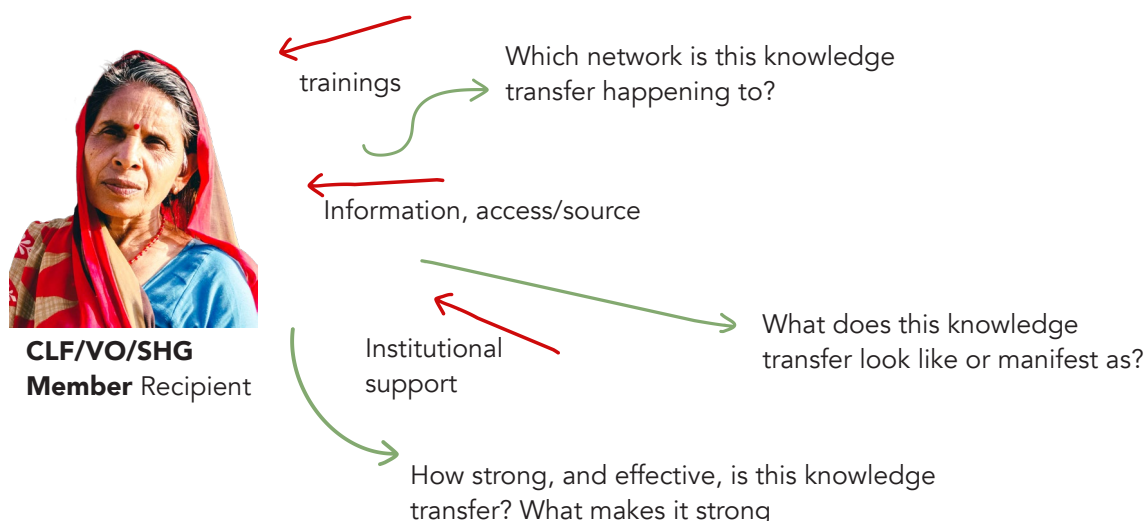 trainings
Which network is this knowledge
transfer happening to?
Information, access/source
What does this knowledge
transfer look like or manifest as?
Institutional
support
CLF/VO/SHG
Member Recipient
How strong, and effective, is this knowledge
transfer? What makes it strong